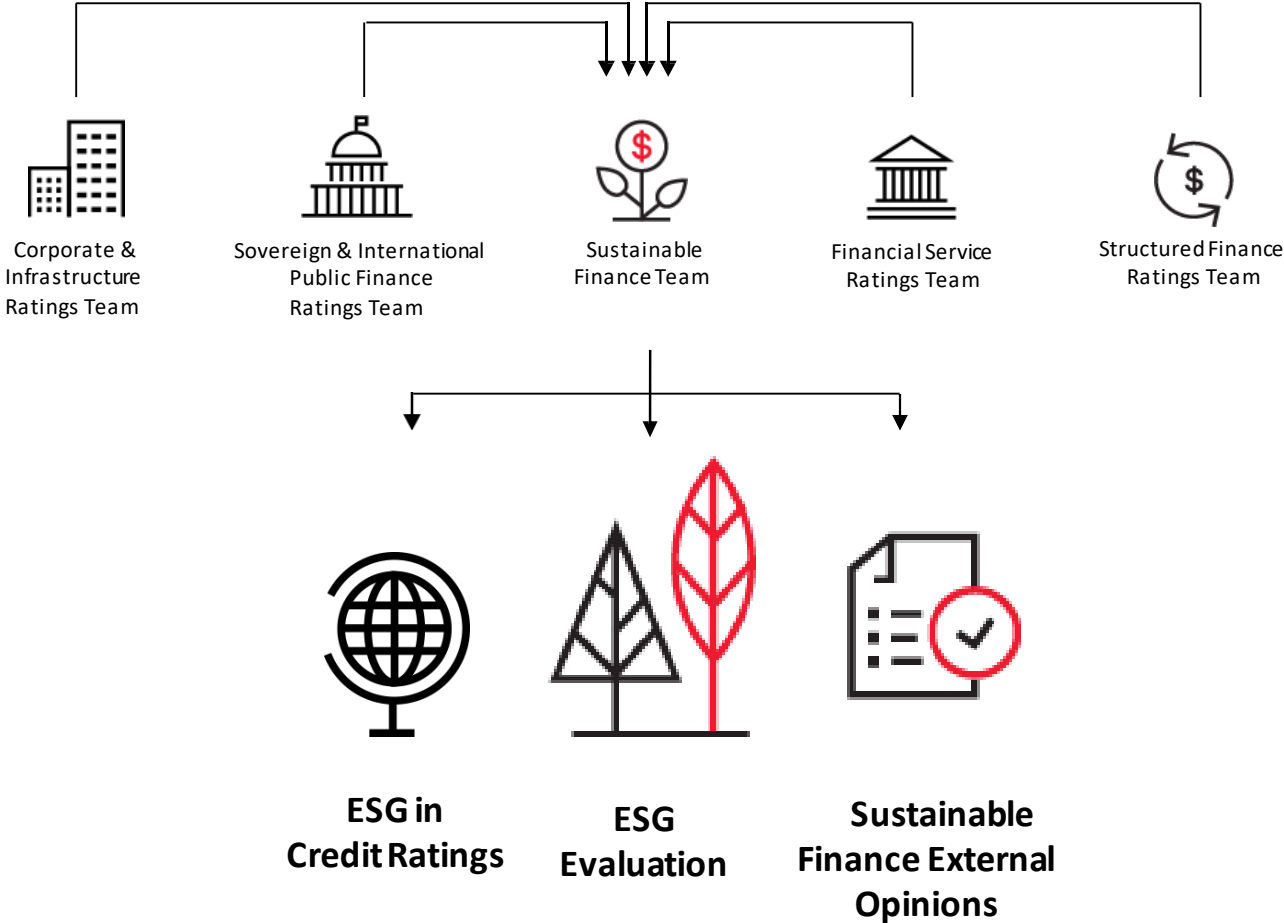 $
$
Corporate &
Infrastructure
Ratings Team
Sovereign & International
Public Finance
Ratings Team
Sustainable
Finance Team
Financial Service
Ratings Team
Structured Finance
Ratings Team
ESG in
Credit Ratings
ESG
Evaluation
Sustainable
Finance External
Opinions